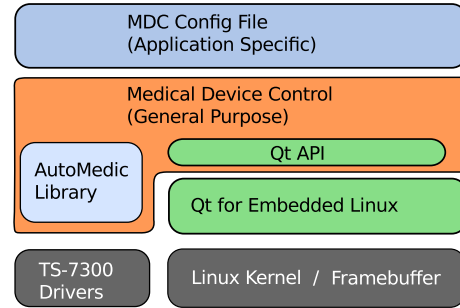 MDC Config File
(Application Specific)
Medical Device Control
(General Purpose)
Qt API
AutoMedic
Library
Qt for Embedded Linux
TS-7300
Drivers
Linux Kernel / Framebuffer